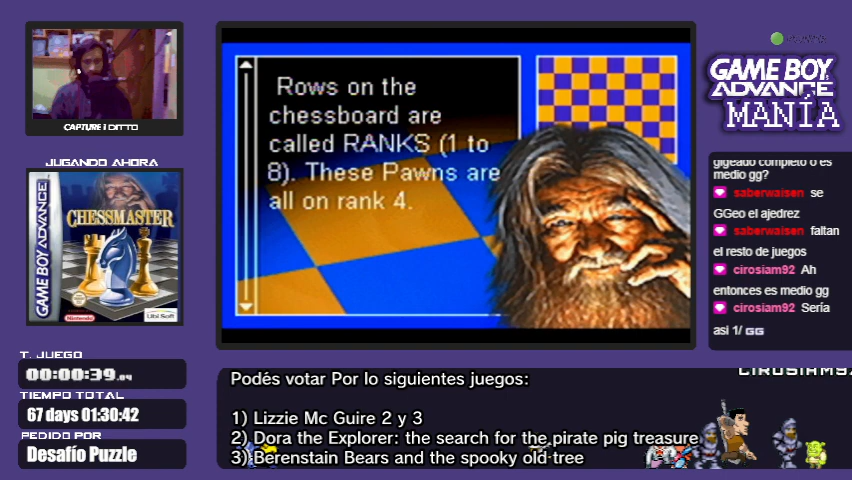 CAPTURE | DITTO
JUGANDO AHORA
GAME BOY ADVANCE
CHESSMASTER
Nintendo
Ubi Soft
T. JUEGO
00:00:39.04
TIEMPO TOTAL
67 days 01:30:42
PEDIDO POR
Desafío Puzzle
Rows on the
chessboard are
called RANKS (1 to
8). These Pawns are
all on rank 4.
Podés votar Por lo siguientes juegos:
1) Lizzie Mc Guire 2 y 3
2) Dora the Explorer: the search for the pirate pig treasure
3) Berenstain Bears and the spooky old tree
GAME BOY
ADVANCE
MANÍA
gigeado completo o es
medio gg?
saberwaisen se
GGeo el ajedrez
saberwaisen faltan
el resto de juegos
cirosiam92 Ah
entonces es medio gg
cirosiam92 Sería
asi 1/ GG
CIROSIAM92